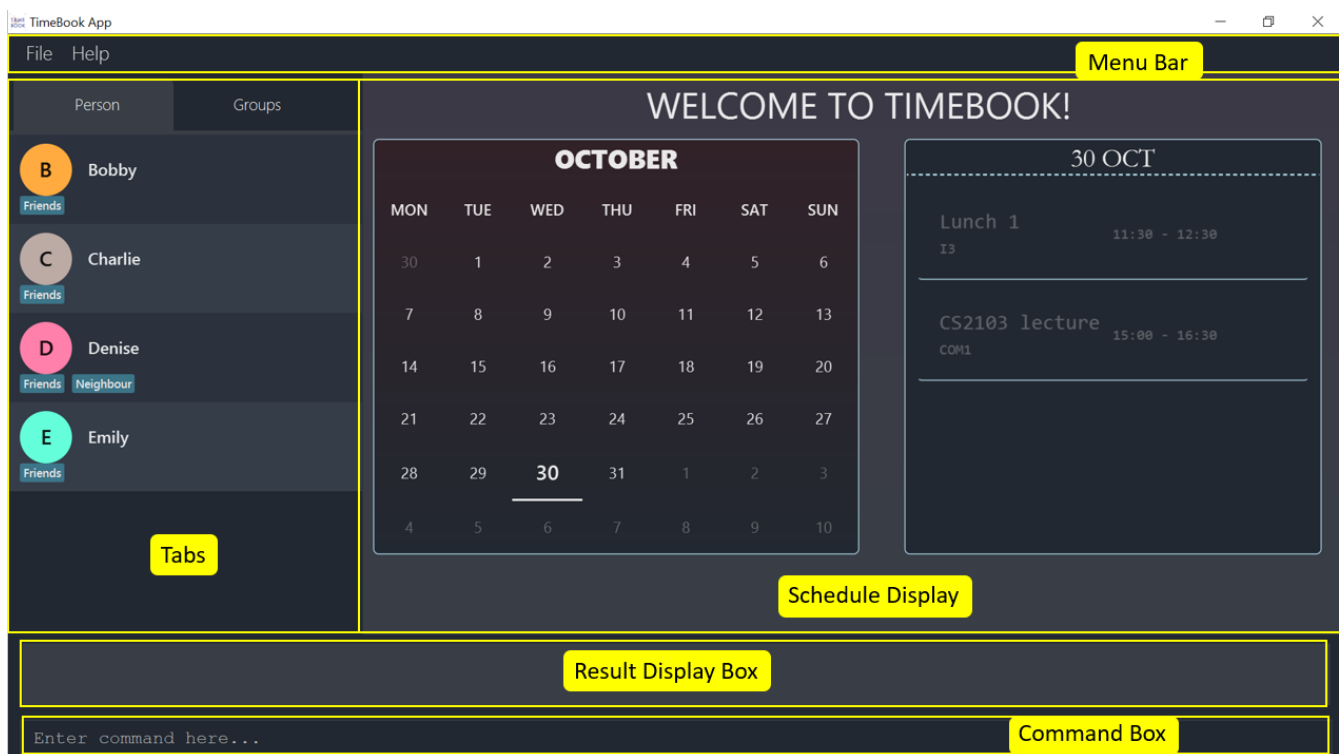 TimeBook App
File Help
Menu Bar
Person Groups
B Bobby
Friends
C Charlie
Friends
D Denise
Friends Neighbour
E Emily
Friends
Tabs
WELCOME TO TIMEBOOK!
OCTOBER
MON TUE WED THU FRI SAT SUN
30 1 2 3 4 5 6
7 8 9 10 11 12 13
14 15 16 17 18 19 20
21 22 23 24 25 26 27
28 29 30 31 1 2 3
4 5 6 7 8 9 10
30 OCT
Lunch 1 11:30 - 12:30
I3
CS2103 lecture 15:00 - 16:30
COM1
Schedule Display
Result Display Box
Enter command here...
Command Box